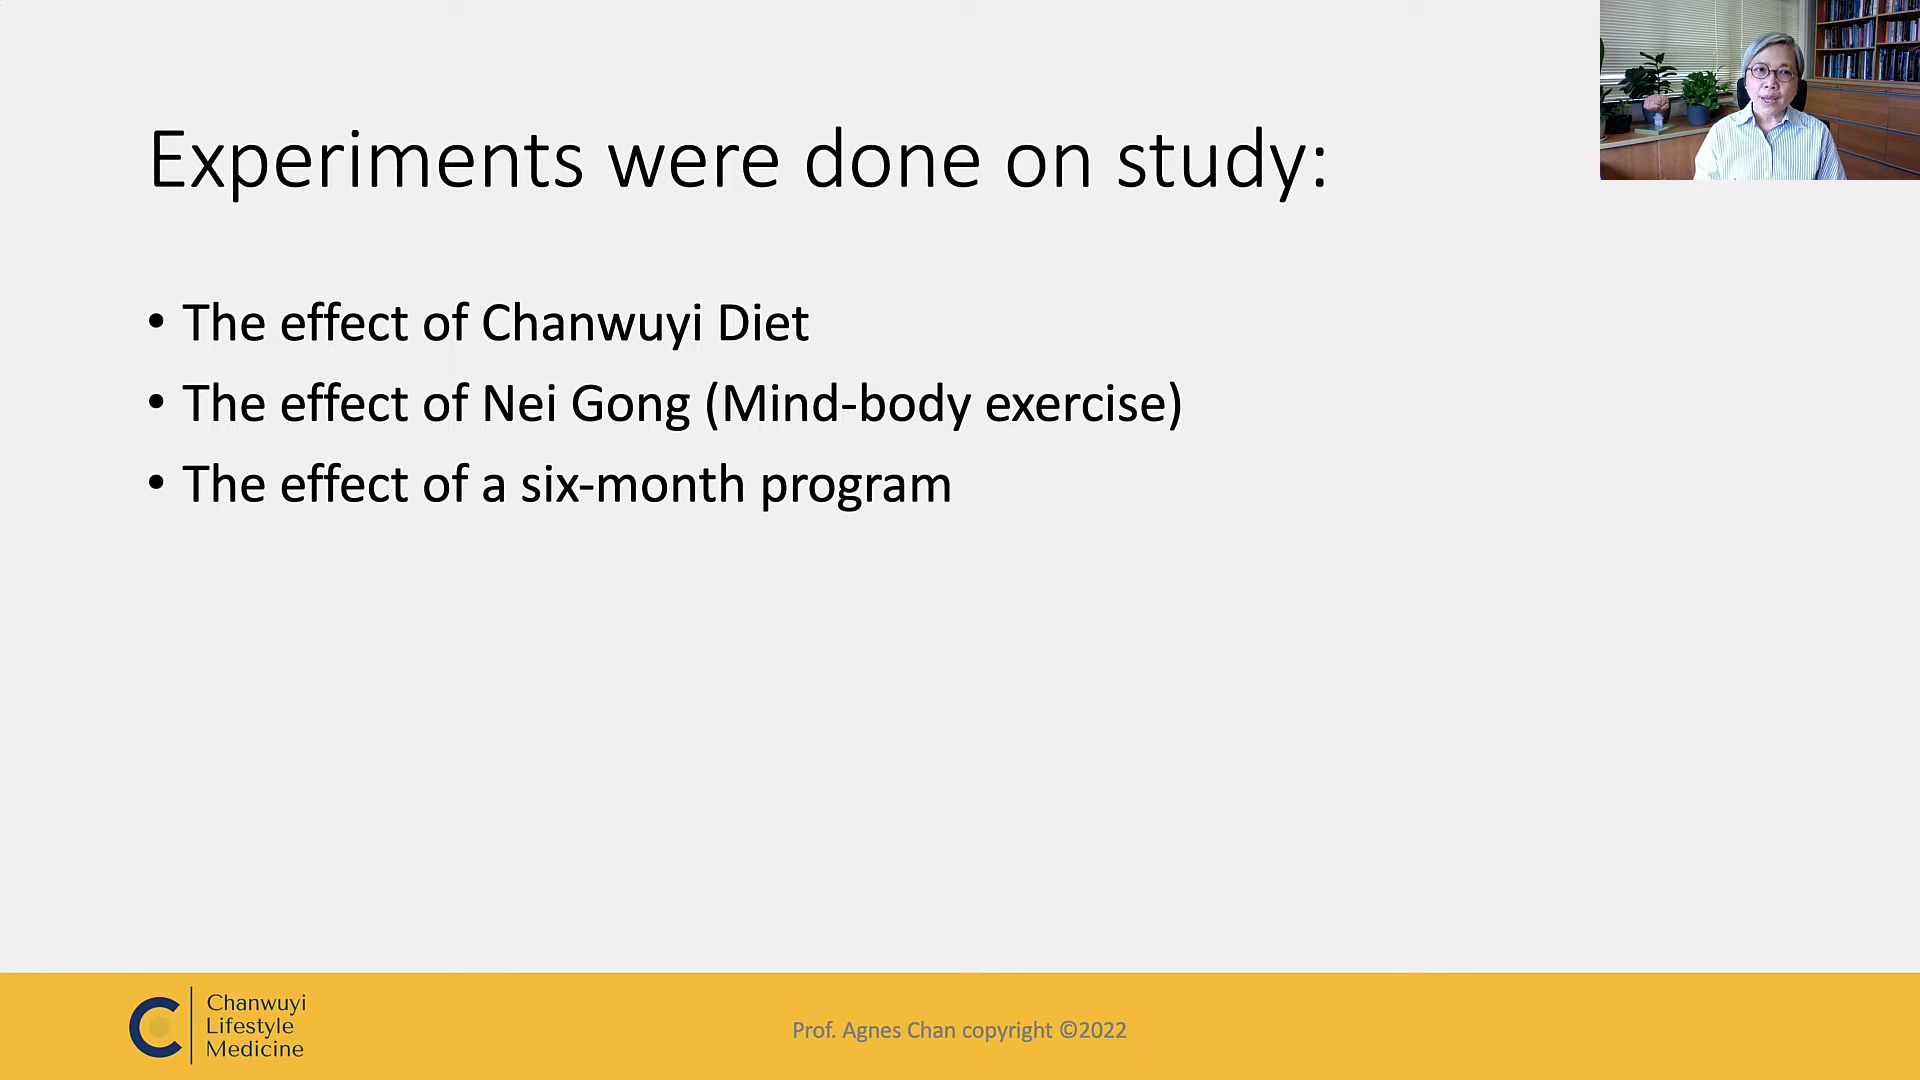 Experiments were done on study:
• The effect of Chanwuyi Diet
• The effect of Nei Gong (Mind-body exercise)
• The effect of a six-month program
Chanwuyi
Lifestyle
Medicine
Prof. Agnes Chan copyright ©2022